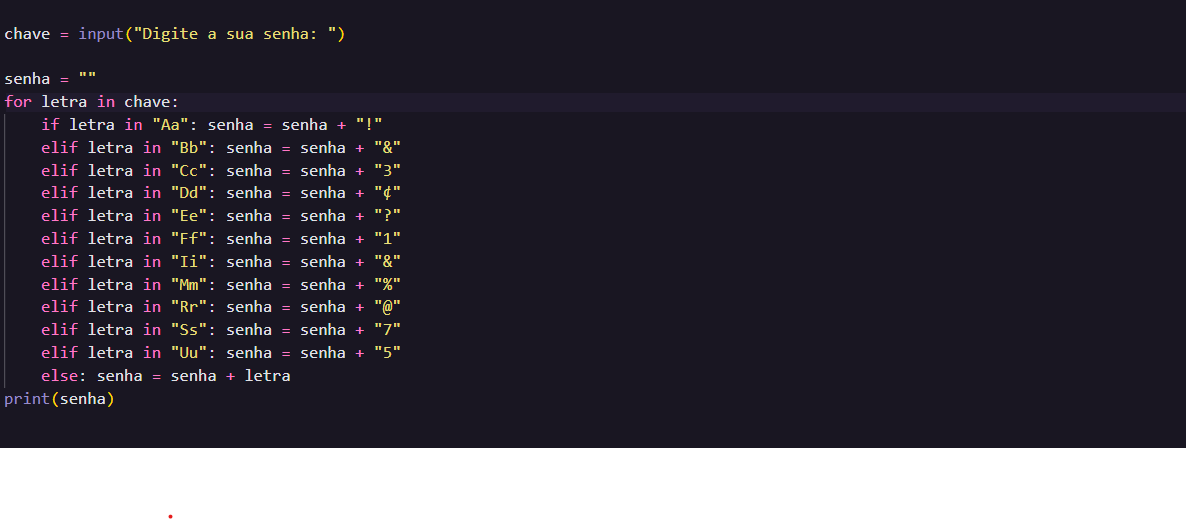 chave = input("Digite a sua senha: ")
senha = ""
for letra in chave:
    if letra in "Aa": senha = senha + "!"
    elif letra in "Bb": senha = senha + "&"
    elif letra in "Cc": senha = senha + "3"
    elif letra in "Dd": senha = senha + "¢"
    elif letra in "Ee": senha = senha + "?"
    elif letra in "Ff": senha = senha + "1"
    elif letra in "Ii": senha = senha + "&"
    elif letra in "Mm": senha = senha + "%"
    elif letra in "Rr": senha = senha + "@"
    elif letra in "Ss": senha = senha + "7"
    elif letra in "Uu": senha = senha + "5"
    else: senha = senha + letra
print(senha)